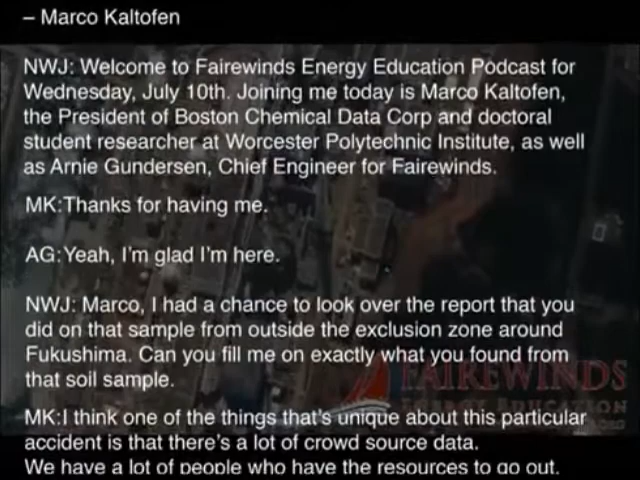 – Marco Kaltofen
NWJ: Welcome to Fairewinds Energy Education Podcast for
Wednesday, July 10th. Joining me today is Marco Kaltofen,
the President of Boston Chemical Data Corp and doctoral
student researcher at Worcester Polytechnic Institute, as well
as Arnie Gundersen, Chief Engineer for Fairewinds.
MK:Thanks for having me.
AG:Yeah, I'm glad I'm here.
NWJ: Marco, I had a chance to look over the report that you
did on that sample from outside the exclusion zone around
Fukushima. Can you fill me on exactly what you found from
that soil sample.
FAIREWINDS
ENERGY EDUCATION
MK:I think one of the things that's unique about this particular
accident is that there's a lot of crowd source data.
We have a lot of people who have the resources to go out.